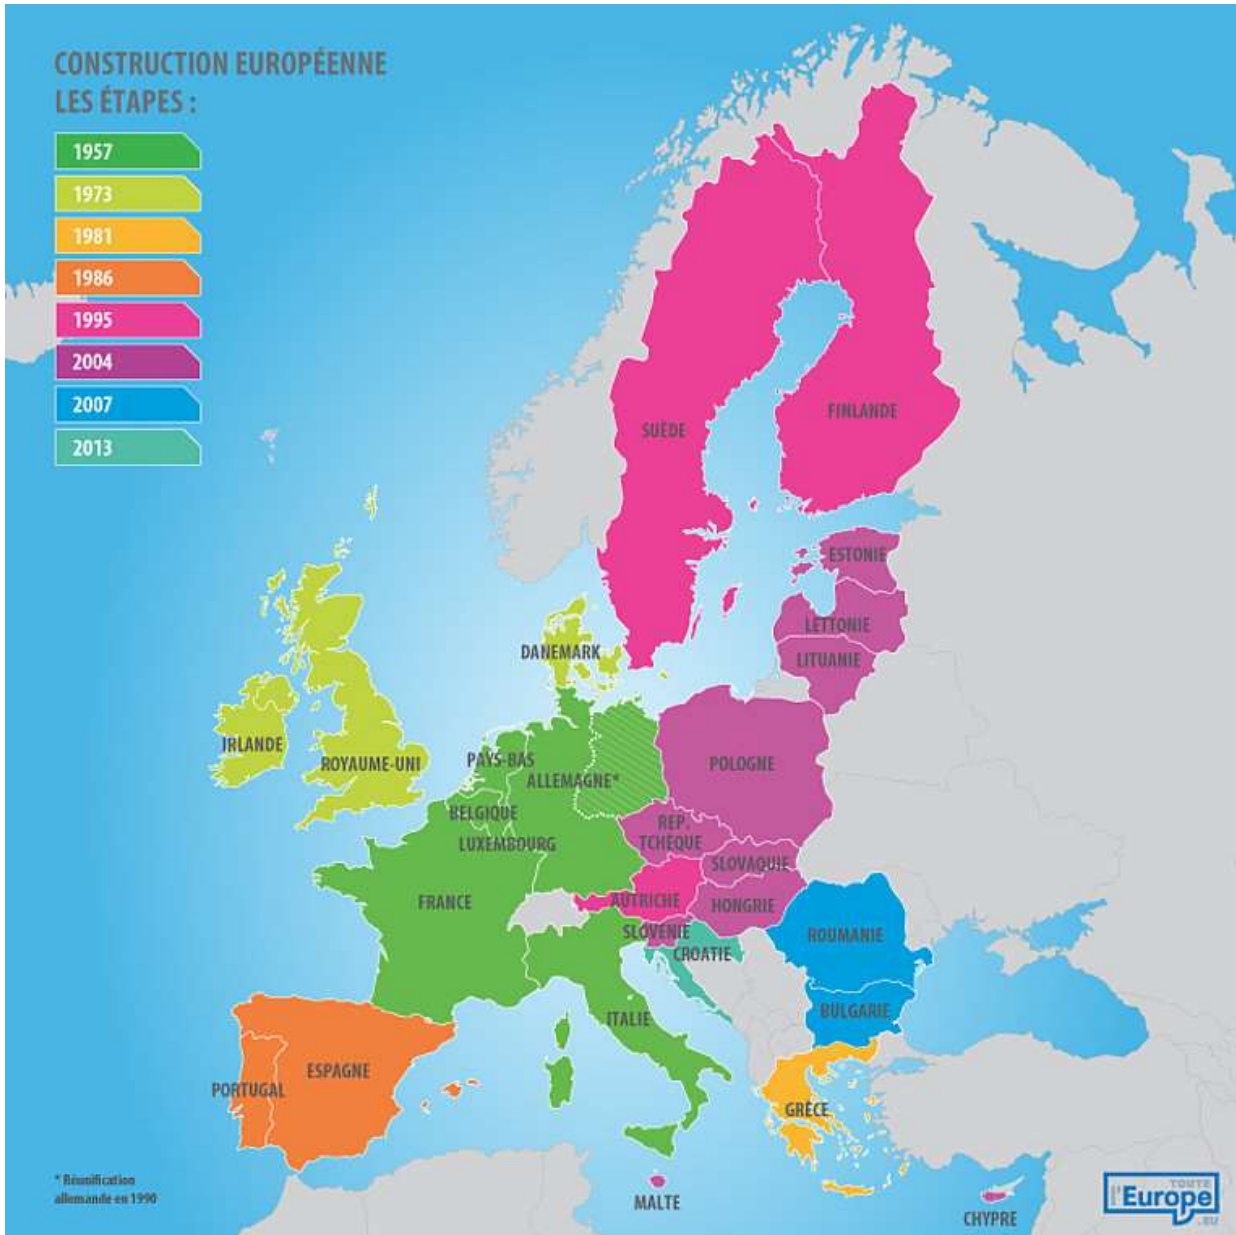 CONSTRUCTION EUROPÉENNE
LES ÉTAPES :
1957
1973
1981
1986
1995
2004
2007
2013
SUÈDE
FINLANDE
ESTONIE
LETTONIE
LITUANIE
DANEMARK
IRLANDE
ROYAUME-UNI
PAYS-BAS
ALLEMAGNE*
POLOGNE
BELGIQUE
LUXEMBOURG
REP.
TCHÈQUE
SLOVAQUIE
FRANCE
AUTRICHE
HONGRIE
SLOVÉNIE
CROATIE
ROUMANIE
BULGARIE
ITALIE
PORTUGAL
ESPAGNE
GRÈCE
MALTE
CHYPRE
* Réunification
allemande en 1990
TOUTE
l'Europe
.EU